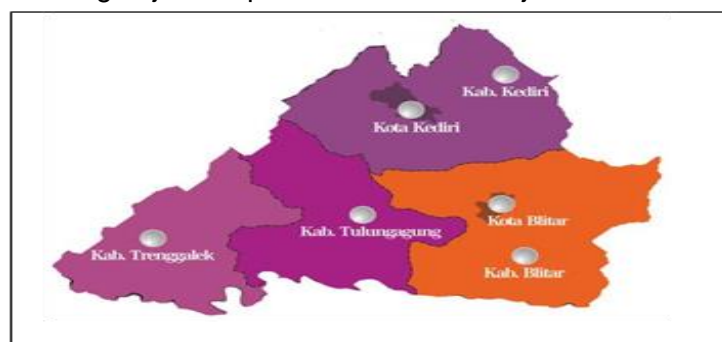 Kab. Kediri
Kota Kediri
Kota Blitar
Kab. Tulungagung
Kab. Trenggalek
Kab. Blitar